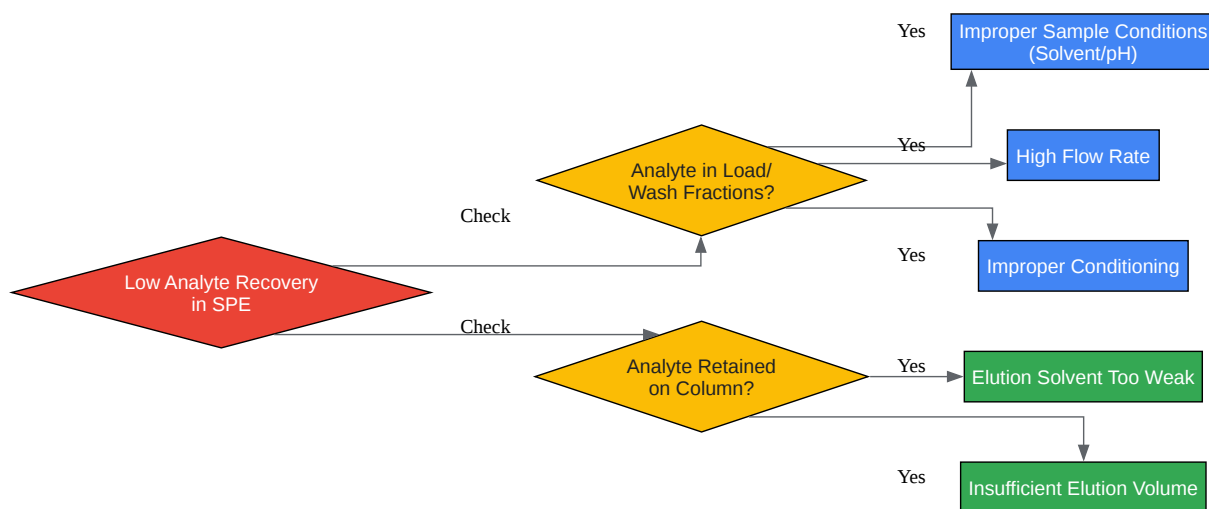 Yes
Improper Sample Conditions
(Solvent/pH)
Analyte in Load/
Wash Fractions?
Yes
High Flow Rate
Check
Yes
Improper Conditioning
Low Analyte Recovery
in SPE
Check
Analyte Retained
on Column?
Yes
Elution Solvent Too Weak
Yes
Insufficient Elution Volume